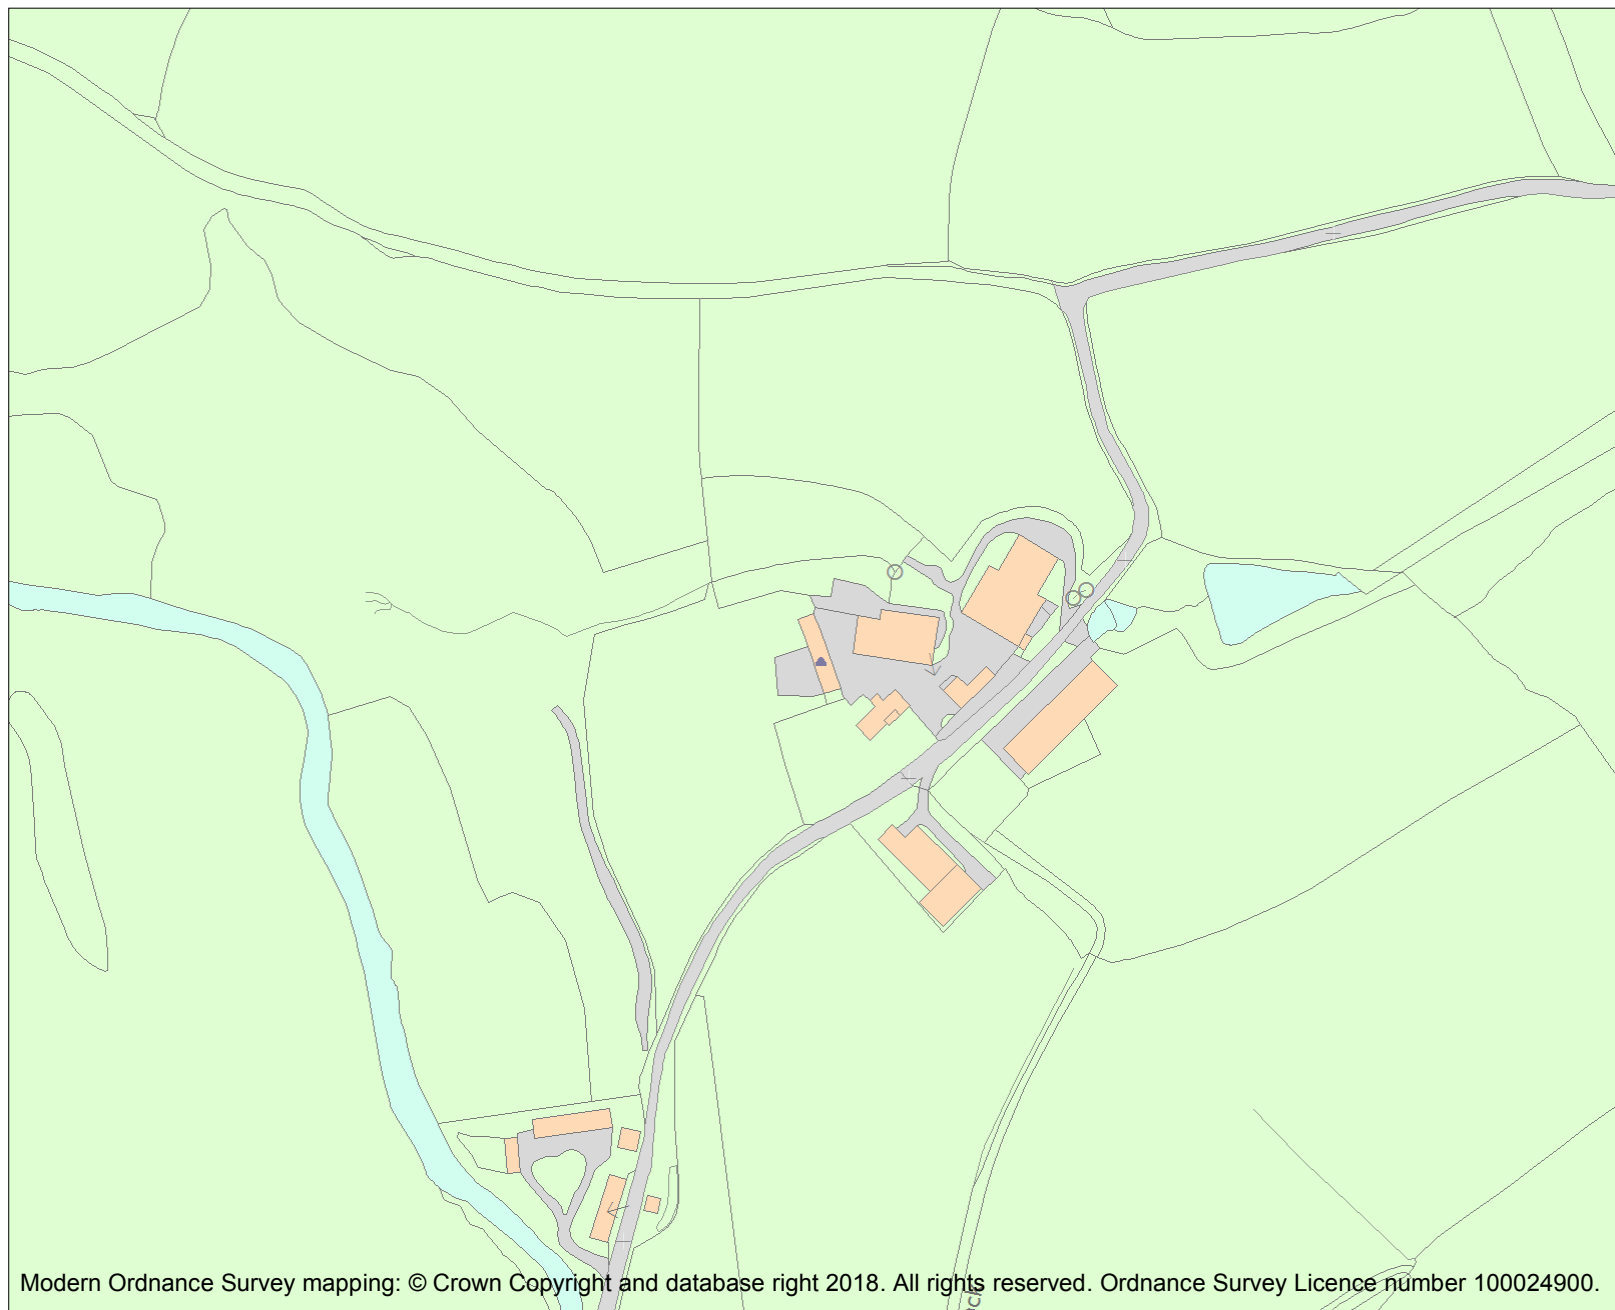 Modern Ordnance Survey mapping: © Crown Copyright and database right 2018. All rights reserved. Ordnance Survey Licence number 100024900.